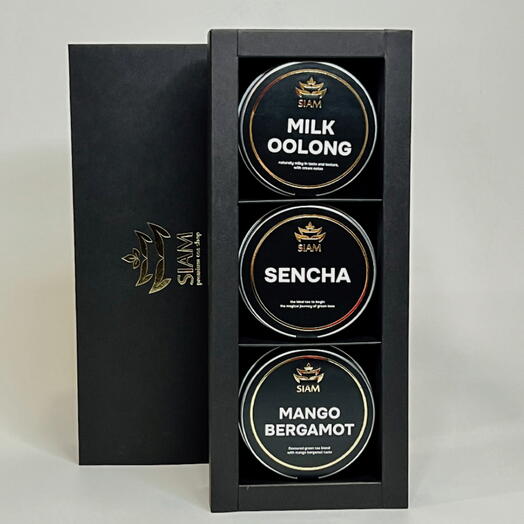 SIAM
premium tea shop
SIAM
MILK
OOLONG
naturally milky in taste and texture,
with cream notes
SIAM
SENCHA
the ideal tea to begin
the magical journey of green teas
SIAM
MANGO
BERGAMOT
flavoured green tea blend
with mango bergamot taste